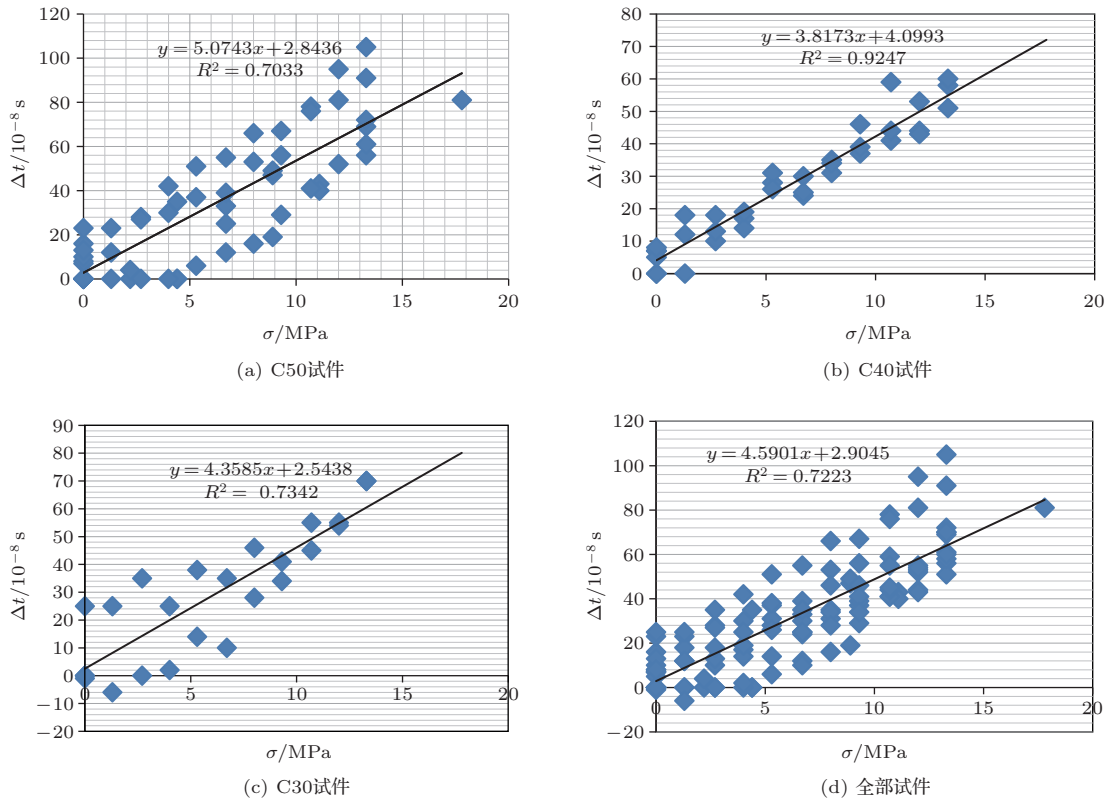 120
100
80
60
40
20
0
Δt/10⁻⁸ s
y = 5.0743x+2.8436
R² = 0.7033
0 5 10 15 20
σ/MPa
(a) C50试件
80
70
60
50
40
30
20
10
0
Δt/10⁻⁸ s
y = 3.8173x+4.0993
R² = 0.9247
0 5 10 15 20
σ/MPa
(b) C40试件
90
80
70
60
50
40
30
20
10
0
−10
−20
Δt/10⁻⁸ s
y = 4.3585x+2.5438
R² = 0.7342
0 5 10 15 20
σ/MPa
(c) C30试件
120
100
80
60
40
20
0
−20
Δt/10⁻⁸ s
y = 4.5901x+2.9045
R² = 0.7223
0 5 10 15 20
σ/MPa
(d) 全部试件